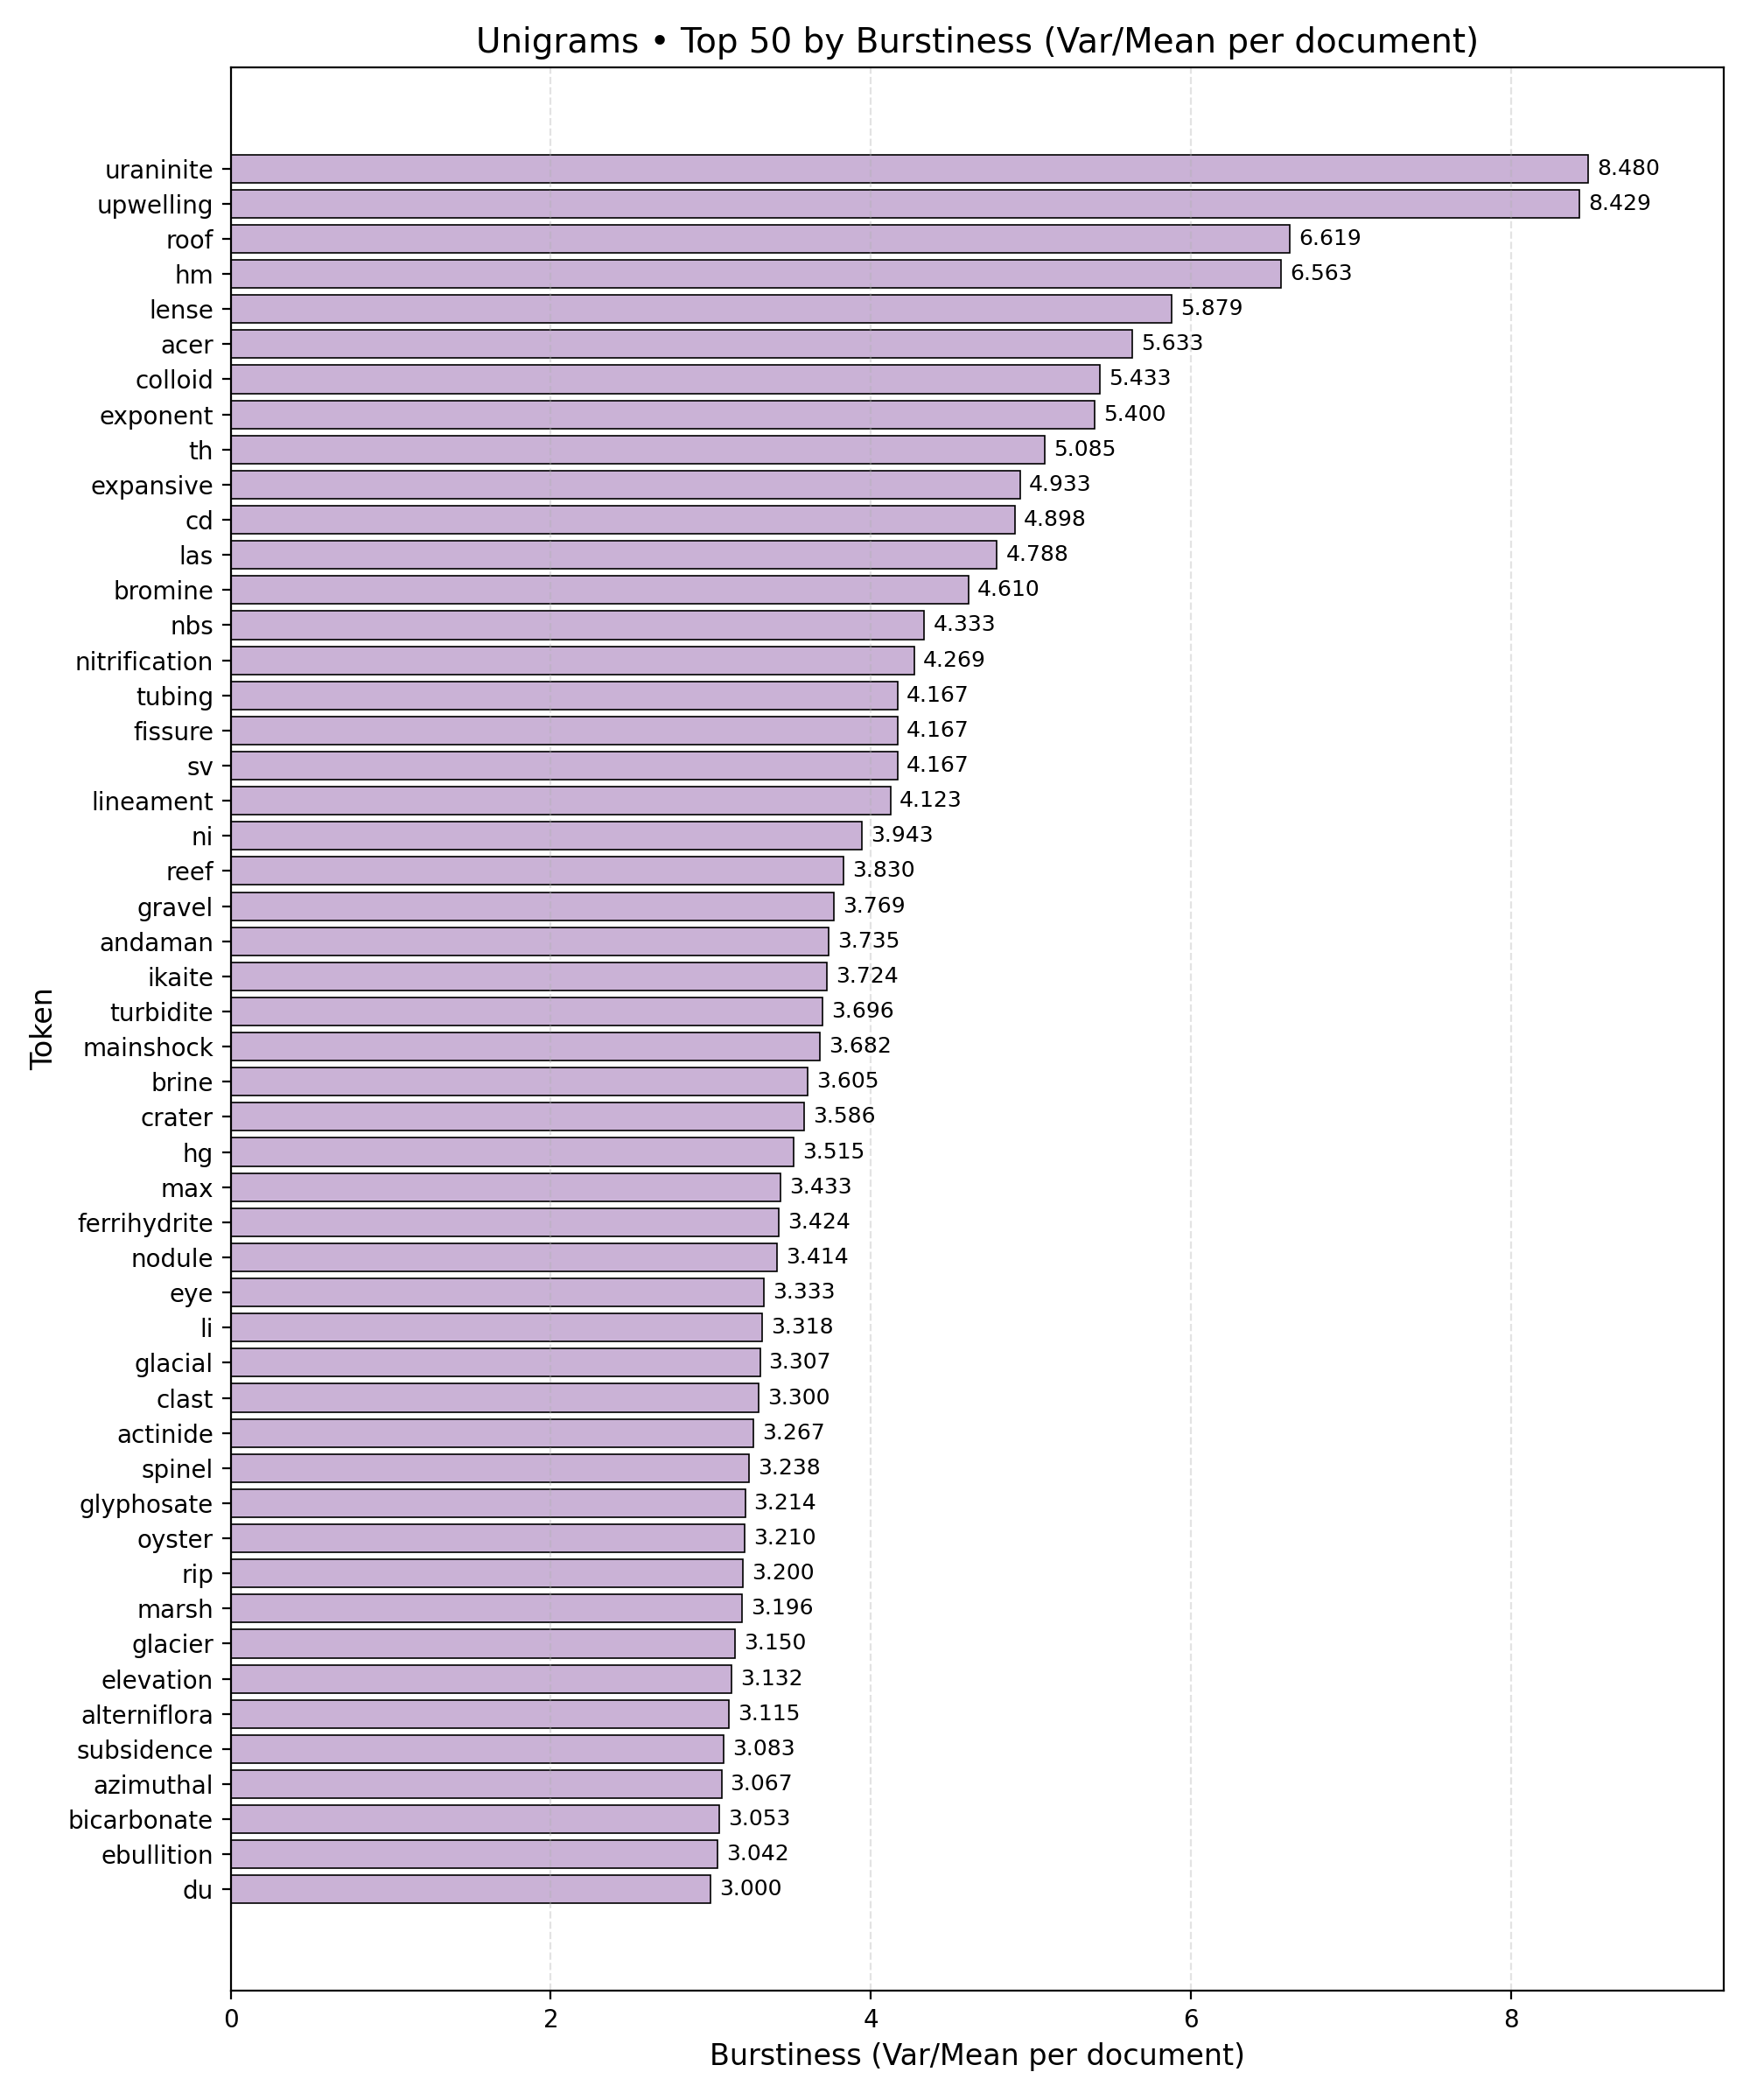 Unigrams • Top 50 by Burstiness (Var/Mean per document)
uraninite 8.480
upwelling 8.429
roof 6.619
hm 6.563
lense 5.879
acer 5.633
colloid 5.433
exponent 5.400
th 5.085
expansive 4.933
cd 4.898
las 4.788
bromine 4.610
nbs 4.333
nitrification 4.269
tubing 4.167
fissure 4.167
sv 4.167
lineament 4.123
ni 3.943
reef 3.830
gravel 3.769
andaman 3.735
ikaite 3.724
turbidite 3.696
mainshock 3.682
brine 3.605
crater 3.586
hg 3.515
max 3.433
ferrihydrite 3.424
nodule 3.414
eye 3.333
li 3.318
glacial 3.307
clast 3.300
actinide 3.267
spinel 3.238
glyphosate 3.214
oyster 3.210
rip 3.200
marsh 3.196
glacier 3.150
elevation 3.132
alterniflora 3.115
subsidence 3.083
azimuthal 3.067
bicarbonate 3.053
ebullition 3.042
du 3.000
Token
0 2 4 6 8
Burstiness (Var/Mean per document)